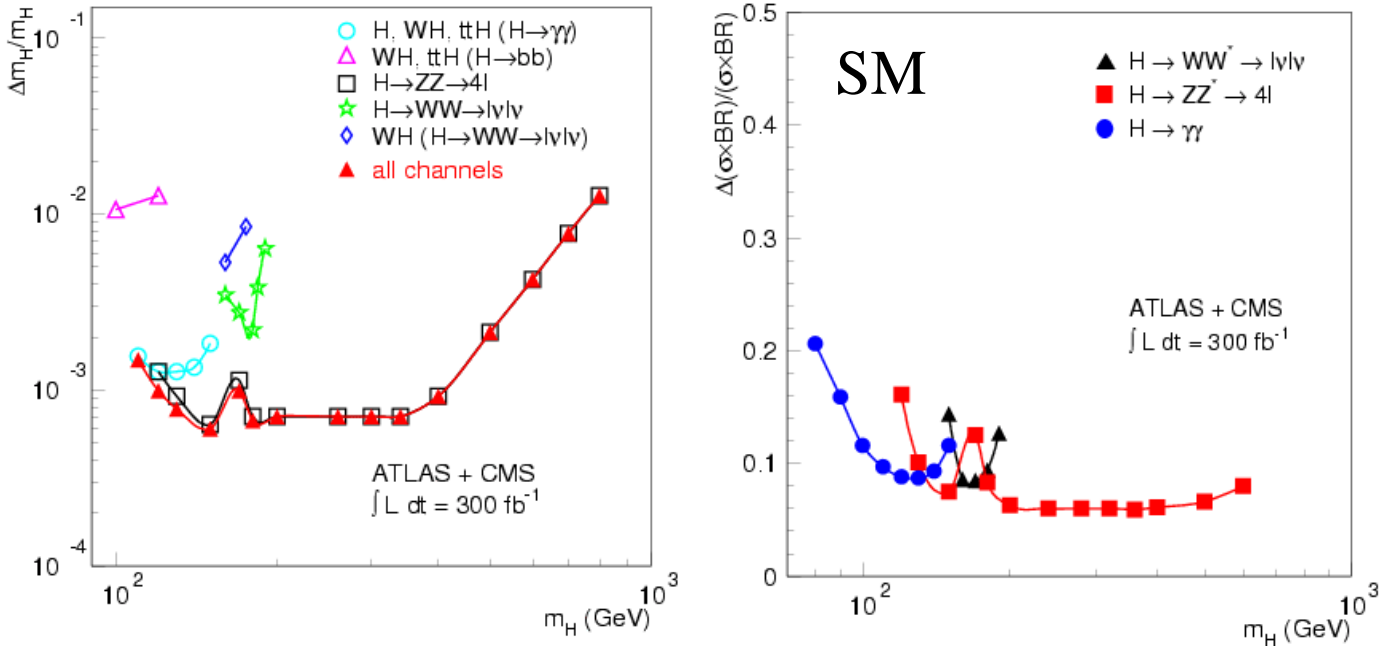 Δm_H/m_H
10^-1
10^-2
10^-3
10^-4
H, WH, ttH (H→γγ)
WH, ttH (H→bb)
H→ZZ→4l
H→WW→lνlν
WH (H→WW→lνlν)
all channels
ATLAS + CMS
∫ L dt = 300 fb^-1
10^2
10^3
m_H (GeV)
Δ(σ×BR)/(σ×BR)
0.5
0.4
0.3
0.2
0.1
0
SM
H → WW* → lνlν
H → ZZ* → 4l
H → γγ
ATLAS + CMS
∫ L dt = 300 fb^-1
10^2
10^3
m_H (GeV)